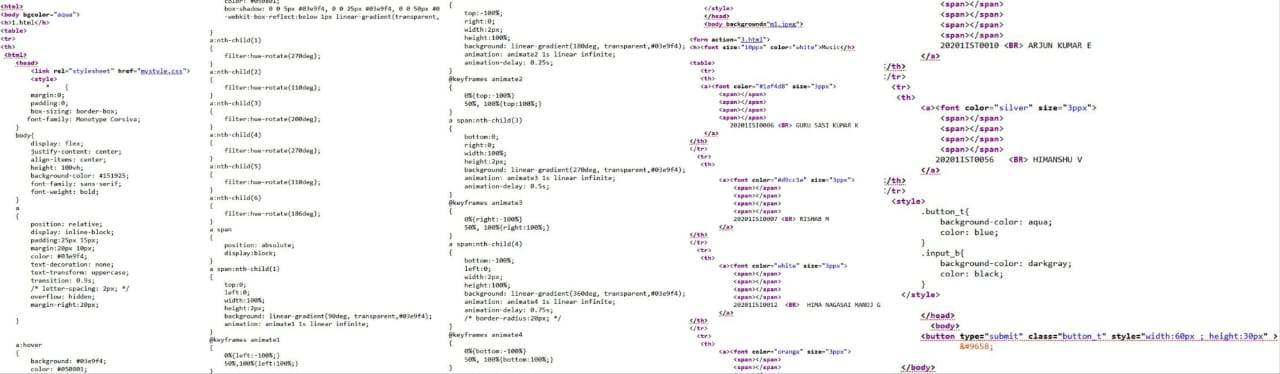 <html>
<body bgcolor="aqua">
<h>1.html</h>
<table>
<tr>
<th>
<html>
<head>
<link rel="stylesheet" href="mystyle.css">
<style>
* {
margin:0;
padding:0;
box-sizing: border-box;
font-family: Monotype Corsiva;
}
body{
display: flex;
justify-content: center;
align-items: center;
height: 100vh;
background-color: #151925;
font-family: sans-serif;
font-weight: bold;
}
a
{
position: relative;
display: inline-block;
padding:25px 15px;
margin:20px 10px;
color: #03e9f4;
text-decoration: none;
text-transform: uppercase;
transition: 0.9s;
/* letter-spacing: 2px; */
overflow: hidden;
margin-right:20px;
}
a:hover
{
background: #03e9f4;
color: #050801;
color: #050801;
box-shadow: 0 0 5px #03e9f4, 0 0 25px #03e9f4, 0 0 50px #0
-webkit-box-reflect:below 1px linear-gradient(transparent,
}
a:nth-child(1)
{
filter:hue-rotate(270deg);
}
a:nth-child(2)
{
filter:hue-rotate(110deg);
}
a:nth-child(3)
{
filter:hue-rotate(200deg);
}
a:nth-child(4)
{
filter:hue-rotate(270deg);
}
a:nth-child(5)
{
filter:hue-rotate(110deg);
}
a:nth-child(6)
{
filter:hue-rotate(186deg);
}
a span
{
position: absolute;
display:block;
}
a span:nth-child(1)
{
top:0;
left:0;
width:100%;
height:2px;
background: linear-gradient(90deg, transparent,#03e9f4);
animation: animate1 1s linear infinite;
}
@keyframes animate1
{
0%{left:-100%;}
50%,100%{left:100%;}
}
{
top:-100%;
right:0;
width:2px;
height:100%;
background: linear-gradient(180deg, transparent,#03e9f4);
animation: animate2 1s linear infinite;
animation-delay: 0.25s;
}
@keyframes animate2
{
0%{top:-100%}
50%, 100%{top:100%;}
}
a span:nth-child(3)
{
bottom:0;
right:0;
width:100%;
height:2px;
background: linear-gradient(270deg, transparent,#03e9f4);
animation: animate3 1s linear infinite;
animation-delay: 0.5s;
}
@keyframes animate3
{
0%{right:-100%}
50%, 100%{right:100%;}
}
a span:nth-child(4)
{
bottom:-100%;
left:0;
width:2px;
height:100%;
background: linear-gradient(360deg, transparent,#03e9f4);
animation: animate4 1s linear infinite;
animation-delay: 0.75s;
/* border-radius:20px; */
}
@keyframes animate4
{
0%{bottom:-100%}
50%, 100%{bottom:100%;}
}
</style>
</head>
<body background="m1.jpeg">
<form action="3.html">
<h><font size="10ppx" color="white">Music</h>
<table>
<tr>
<th>
<a><font color="#1af4d8" size="3ppx">
<span></span>
<span></span>
<span></span>
<span></span>
20201IST0006 <BR> GURU SASI KUMAR K
</a>
</th>
</tr>
<tr>
<th>
<a><font color="#d9cc1e" size="3ppx">
<span></span>
<span></span>
<span></span>
<span></span>
20201ISI0007 <BR> RISHAB M
</th>
</tr>
<th>
<a><font color="white" size="3ppx">
<span></span>
<span></span>
<span></span>
<span></span>
20201IST0012 <BR> HIMA NAGASAI MANOJ G
</a>
</th>
</tr>
<tr>
<th>
<a><font color="orange" size="3ppx">
<span></span>
<span></span>
<span></span>
<span></span>
<span></span>
<span></span>
20201IST0010 <BR> ARJUN KUMAR E
</a>
</th>
</tr>
<tr>
<th>
<a><font color="silver" size="3ppx">
<span></span>
<span></span>
<span></span>
<span></span>
20201IST0056 <BR> HIMANSHU V
</a>
</th>
</tr>
<style>
.button_t{
background-color: aqua;
color: blue;
}
.input_b{
background-color: darkgray;
color: black;
}
</style>
</head>
<body>
<button type="submit" class="button_t" style="width:60px ; height:30px" >
&#9658;
</body>